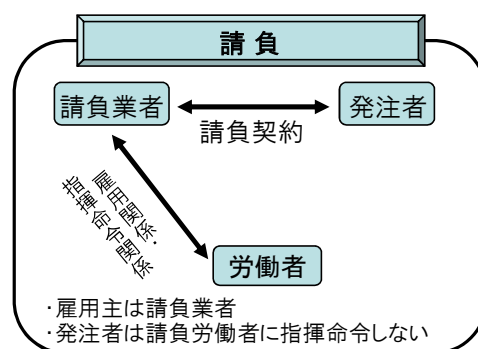 請負
請負業者
発注者
請負契約
雇用関係・
指揮命令関係
労働者
・雇用主は請負業者
・発注者は請負労働者に指揮命令しない